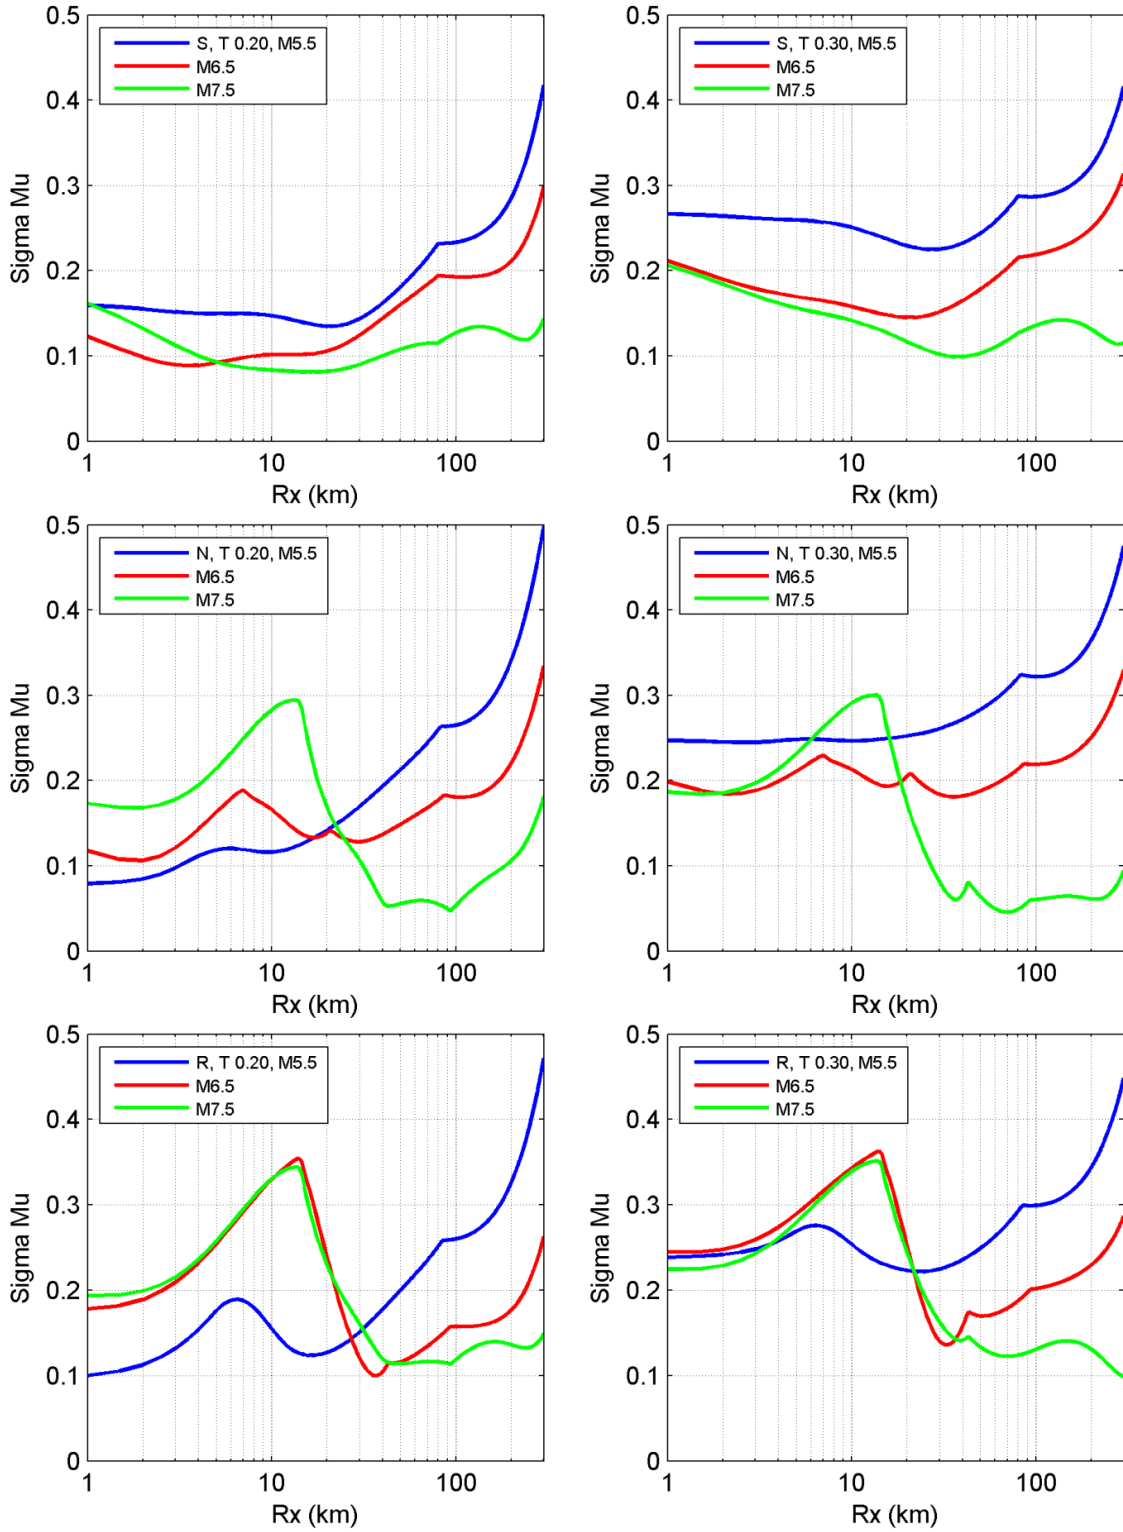 0.5
0.4
0.3
0.2
0.1
0
Sigma Mu
S, T 0.20, M5.5
M6.5
M7.5
1
10
100
Rx (km)
0.5
0.4
0.3
0.2
0.1
0
Sigma Mu
S, T 0.30, M5.5
M6.5
M7.5
1
10
100
Rx (km)
0.5
0.4
0.3
0.2
0.1
0
Sigma Mu
N, T 0.20, M5.5
M6.5
M7.5
1
10
100
Rx (km)
0.5
0.4
0.3
0.2
0.1
0
Sigma Mu
N, T 0.30, M5.5
M6.5
M7.5
1
10
100
Rx (km)
0.5
0.4
0.3
0.2
0.1
0
Sigma Mu
R, T 0.20, M5.5
M6.5
M7.5
1
10
100
Rx (km)
0.5
0.4
0.3
0.2
0.1
0
Sigma Mu
R, T 0.30, M5.5
M6.5
M7.5
1
10
100
Rx (km)